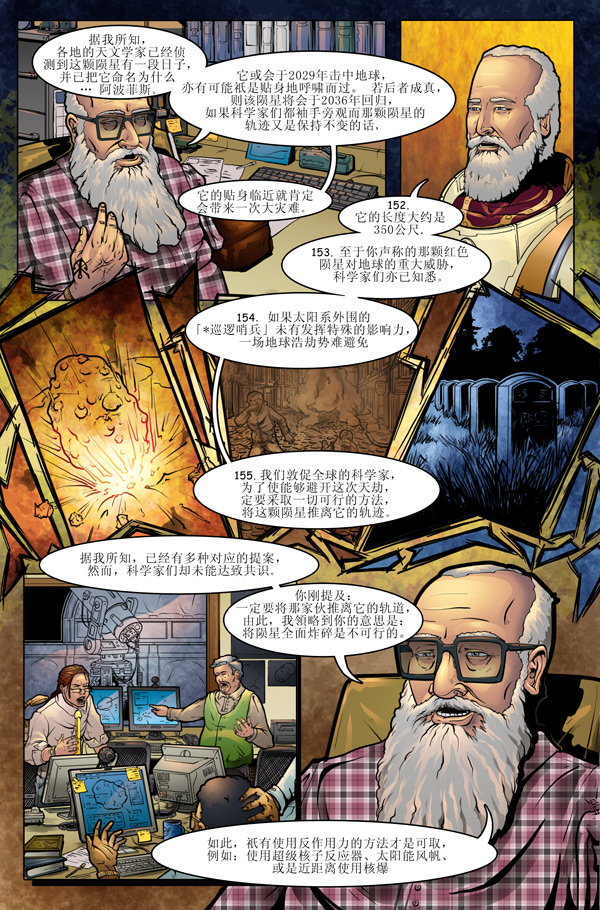 据我所知，
各地的天文学家已经侦
测到这颗陨星有一段日子，
并已把它命名为什么
… 阿波菲斯。
它或会于2029年击中地球，
亦有可能祇是贴身地呼啸而过。 若后者成真，
则该陨星将会于2036年回归，
如果科学家们都袖手旁观而那颗陨星的
轨迹又是保持不变的话，
它的贴身临近就肯定
会带来一次大灾难。
152.
它的长度大约是
350公尺.
153. 至于你声称的那颗红色
陨星对地球的重大威胁，
科学家们亦已知悉。
154. 如果太阳系外围的
「*巡逻哨兵」未有发挥特殊的影响力，
一场地球浩劫势难避免
155. 我们敦促全球的科学家，
为了使能够避开这次天劫，
定要采取一切可行的方法，
将这颗陨星推离它的轨迹。
据我所知，已经有多种对应的提案，
然而，科学家们却未能达致共识。
你刚提及：
一定要将那家伙推离它的轨道，
由此，我领略到你的意思是：
将陨星全面炸碎是不可行的。
如此，祇有使用反作用力的方法才是可取，
例如：使用超级核子反应器、太阳能风帆、
或是近距离使用核爆